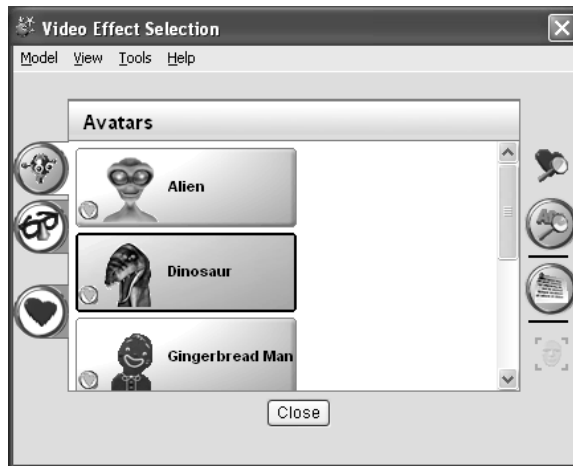 Video Effect Selection
Model View Tools Help
Avatars
Alien
Dinosaur
Gingerbread Man
Close